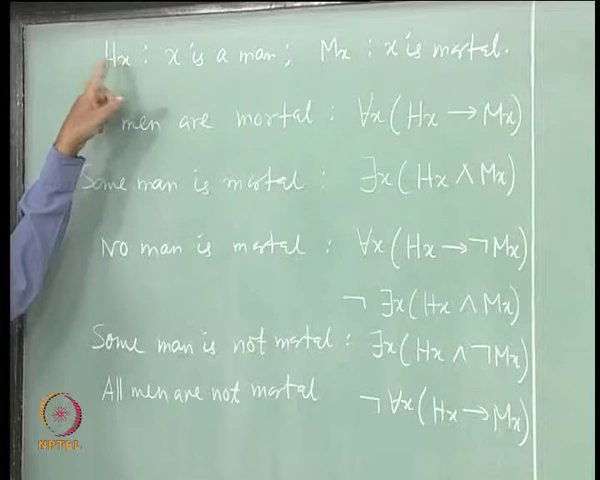 Hx : x is a man; Mx : x is mortal.
men are mortal : ∀x(Hx → Mx)
Some man is mortal : ∃x(Hx ∧ Mx)
No man is mortal : ∀x(Hx → ¬Mx)
¬ ∃x(Hx ∧ Mx)
Some man is not mortal : ∃x(Hx ∧ ¬Mx)
All men are not mortal ¬ ∀x(Hx → Mx)
NPTEL